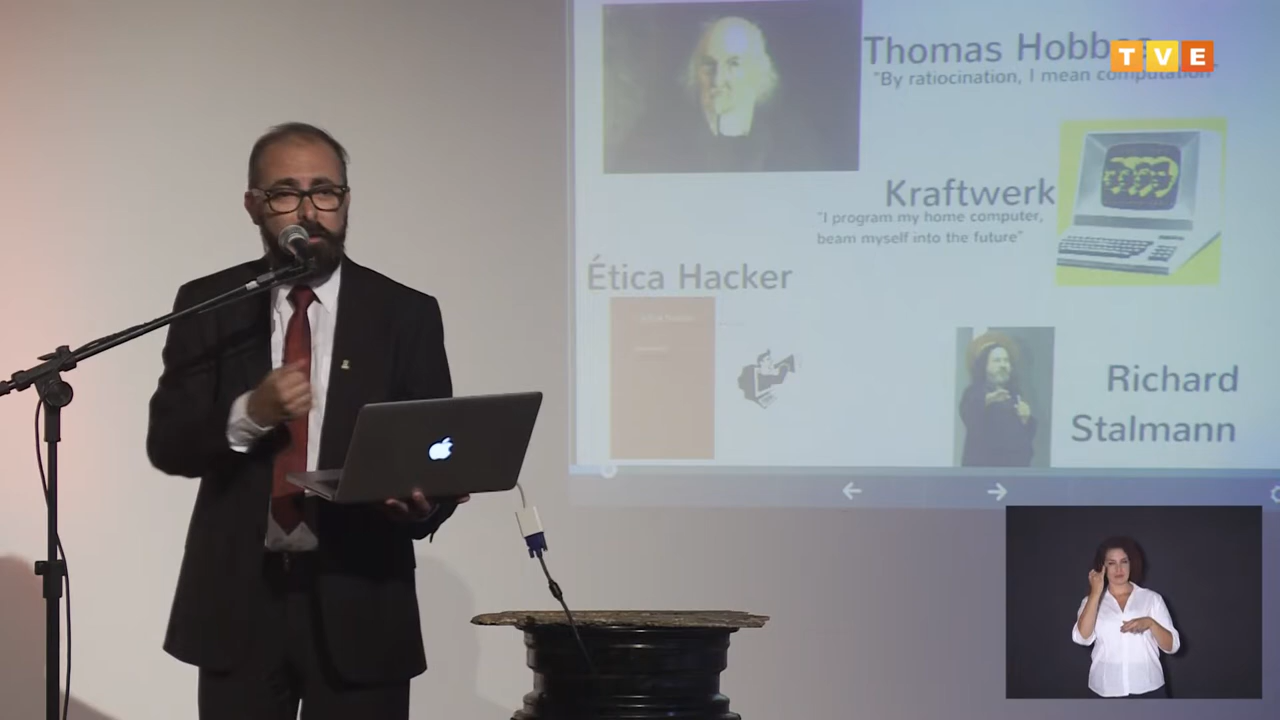 Thomas Hobbes
TVE
"By ratiocination, I mean computation"
Kraftwerk
"I program my home computer,
beam myself into the future"
Ética Hacker
Richard
Stalmann